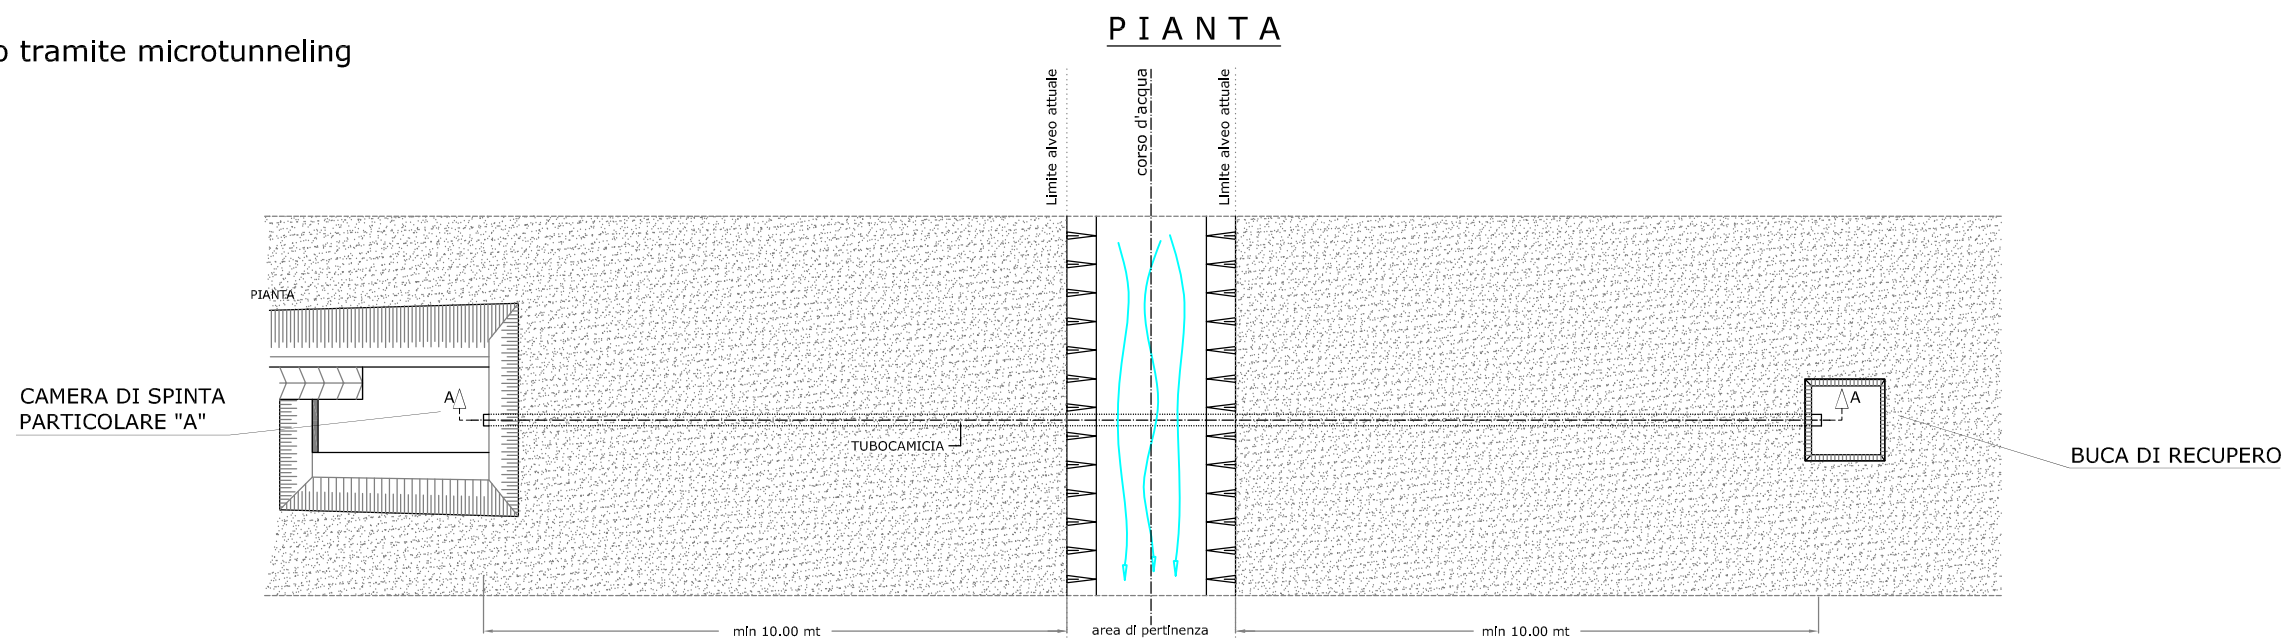 P I A N T A
o tramite microtunneling
Limite alveo attuale
corso d'acqua
Limite alveo attuale
PIANTA
CAMERA DI SPINTA
PARTICOLARE "A"
A
A
TUBOCAMICIA
BUCA DI RECUPERO
min 10.00 mt
area di pertinenza
min 10.00 mt